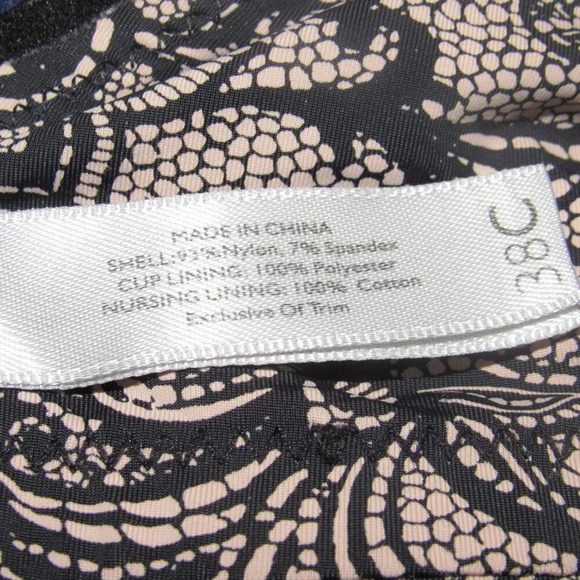 MADE IN CHINA
SHELL: 93% Nylon, 7% Spandex
CUP LINING: 100% Polyester
NURSING LINING: 100% Cotton
Exclusive Of Trim
38C